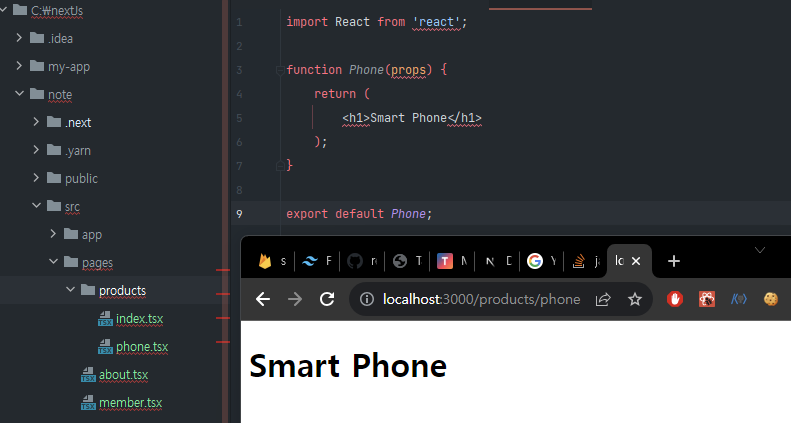 C:\nextJs
.idea
my-app
note
.next
.yarn
public
src
app
pages
products
index.tsx
phone.tsx
about.tsx
member.tsx
1 import React from 'react';
2
3 function Phone(props) {
4 return (
5 <h1>Smart Phone</h1>
6 );
7 }
8
9 export default Phone;
s F re T M D Y ja lo
localhost:3000/products/phone
Smart Phone